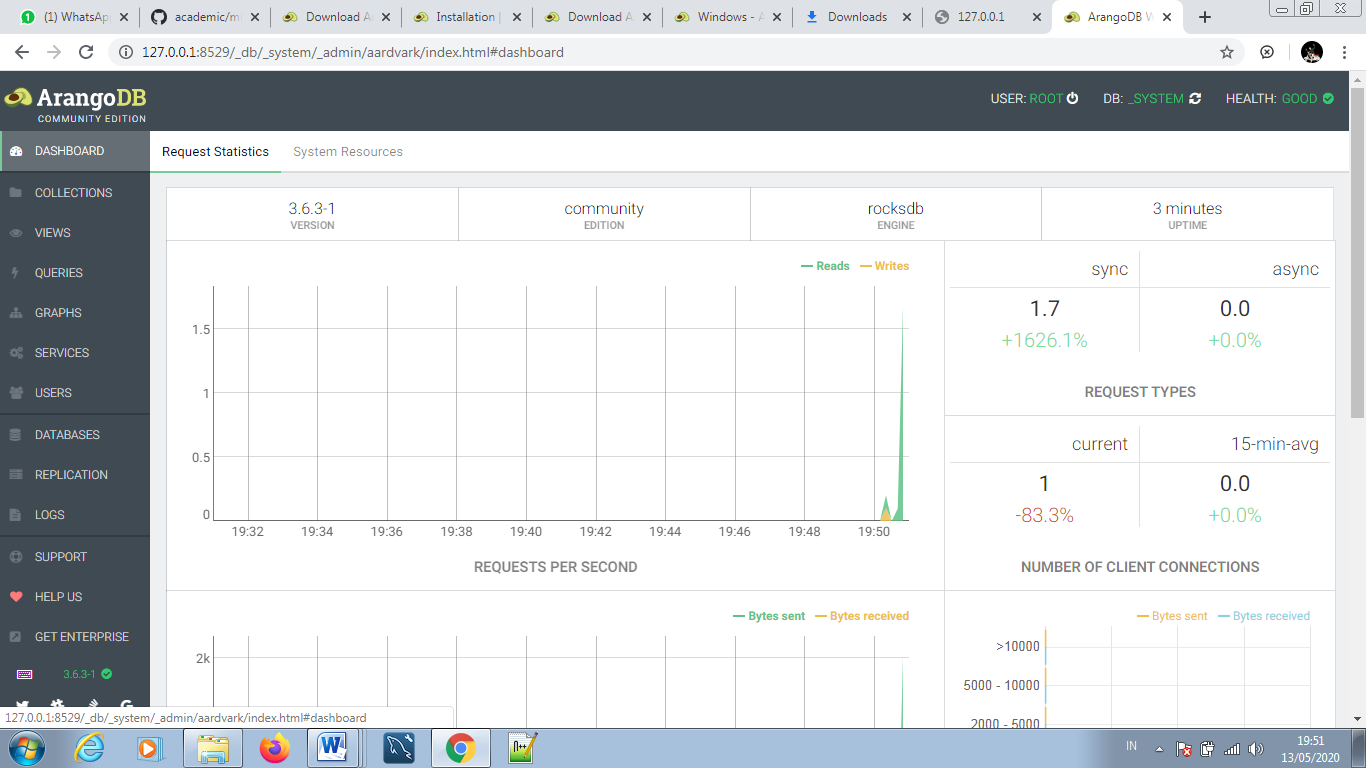 (1) WhatsApp
academic/m
Download A
Installation |
Download A
Windows - A
Downloads
127.0.0.1
ArangoDB W
127.0.0.1:8529/_db/_system/_admin/aardvark/index.html#dashboard
ArangoDB
COMMUNITY EDITION
USER: ROOT
DB: _SYSTEM
HEALTH: GOOD
DASHBOARD
COLLECTIONS
VIEWS
QUERIES
GRAPHS
SERVICES
USERS
DATABASES
REPLICATION
LOGS
SUPPORT
HELP US
GET ENTERPRISE
3.6.3-1
Request Statistics
System Resources
3.6.3-1
VERSION
community
EDITION
rocksdb
ENGINE
3 minutes
UPTIME
Reads Writes
1.5
1
0.5
0
19:32 19:34 19:36 19:38 19:40 19:42 19:44 19:46 19:48 19:50
REQUESTS PER SECOND
sync async
1.7 0.0
+1626.1% +0.0%
REQUEST TYPES
current 15-min-avg
1 0.0
-83.3% +0.0%
NUMBER OF CLIENT CONNECTIONS
Bytes sent Bytes received
2k
Bytes sent Bytes received
>10000
5000 - 10000
2000 - 5000
127.0.0.1:8529/_db/_system/_admin/aardvark/index.html#dashboard
IN
19:51
13/05/2020